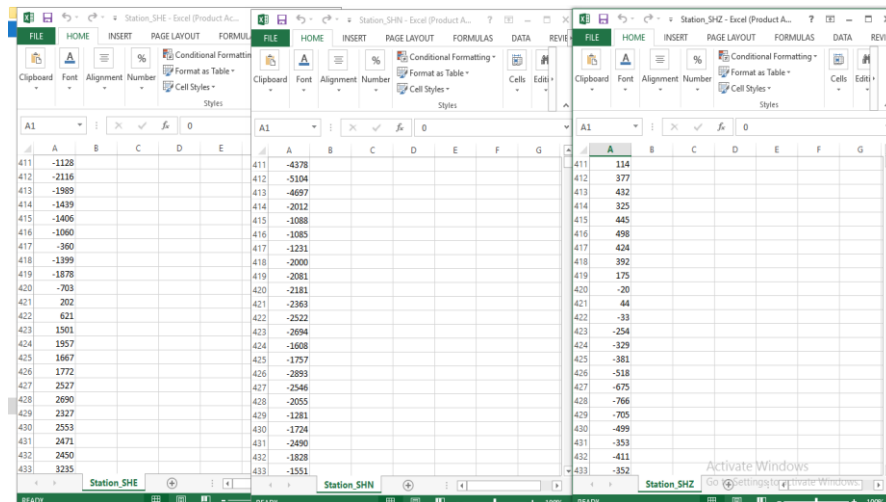 Station_SHE - Excel (Product Ac...
FILE HOME INSERT PAGE LAYOUT FORMULAS
Clipboard Font Alignment Number
Conditional Formattin
Format as Table
Cell Styles
Styles
A1 fx 0
A B C D E
411 -1128
412 -2116
413 -1989
414 -1439
415 -1406
416 -1060
417 -360
418 -1399
419 -1878
420 -703
421 202
422 621
423 1501
424 1957
425 1667
426 1772
427 2527
428 2690
429 2327
430 2553
431 2471
432 2450
433 3235
Station_SHE
READY
Station_SHN - Excel (Product A...
FILE HOME INSERT PAGE LAYOUT FORMULAS DATA REVIE
Clipboard Font Alignment Number
Conditional Formatting
Format as Table
Cell Styles
Cells Editi
Styles
A1 fx 0
A B C D E F G
411 -4378
412 -5104
413 -4697
414 -2012
415 -1088
416 -1085
417 -1231
418 -2000
419 -2081
420 -2181
421 -2363
422 -2522
423 -2694
424 -1608
425 -1757
426 -2893
427 -2546
428 -2055
429 -1281
430 -1724
431 -2490
432 -1828
433 -1551
Station_SHN
READY
100%
Station_SHZ - Excel (Product A...
FILE HOME INSERT PAGE LAYOUT FORMULAS DATA REVI
Clipboard Font Alignment Number
Conditional Formatting
Format as Table
Cell Styles
Cells Editi
Styles
A1 fx 0
A B C D E F G
411 114
412 377
413 432
414 325
415 445
416 498
417 424
418 392
419 175
420 -20
421 44
422 -33
423 -254
424 -329
425 -381
426 -518
427 -675
428 -766
429 -705
430 -499
431 -353
432 -411
433 -352
Activate Windows
Go to Settings to activate Windows.
Station_SHZ
READY
100%